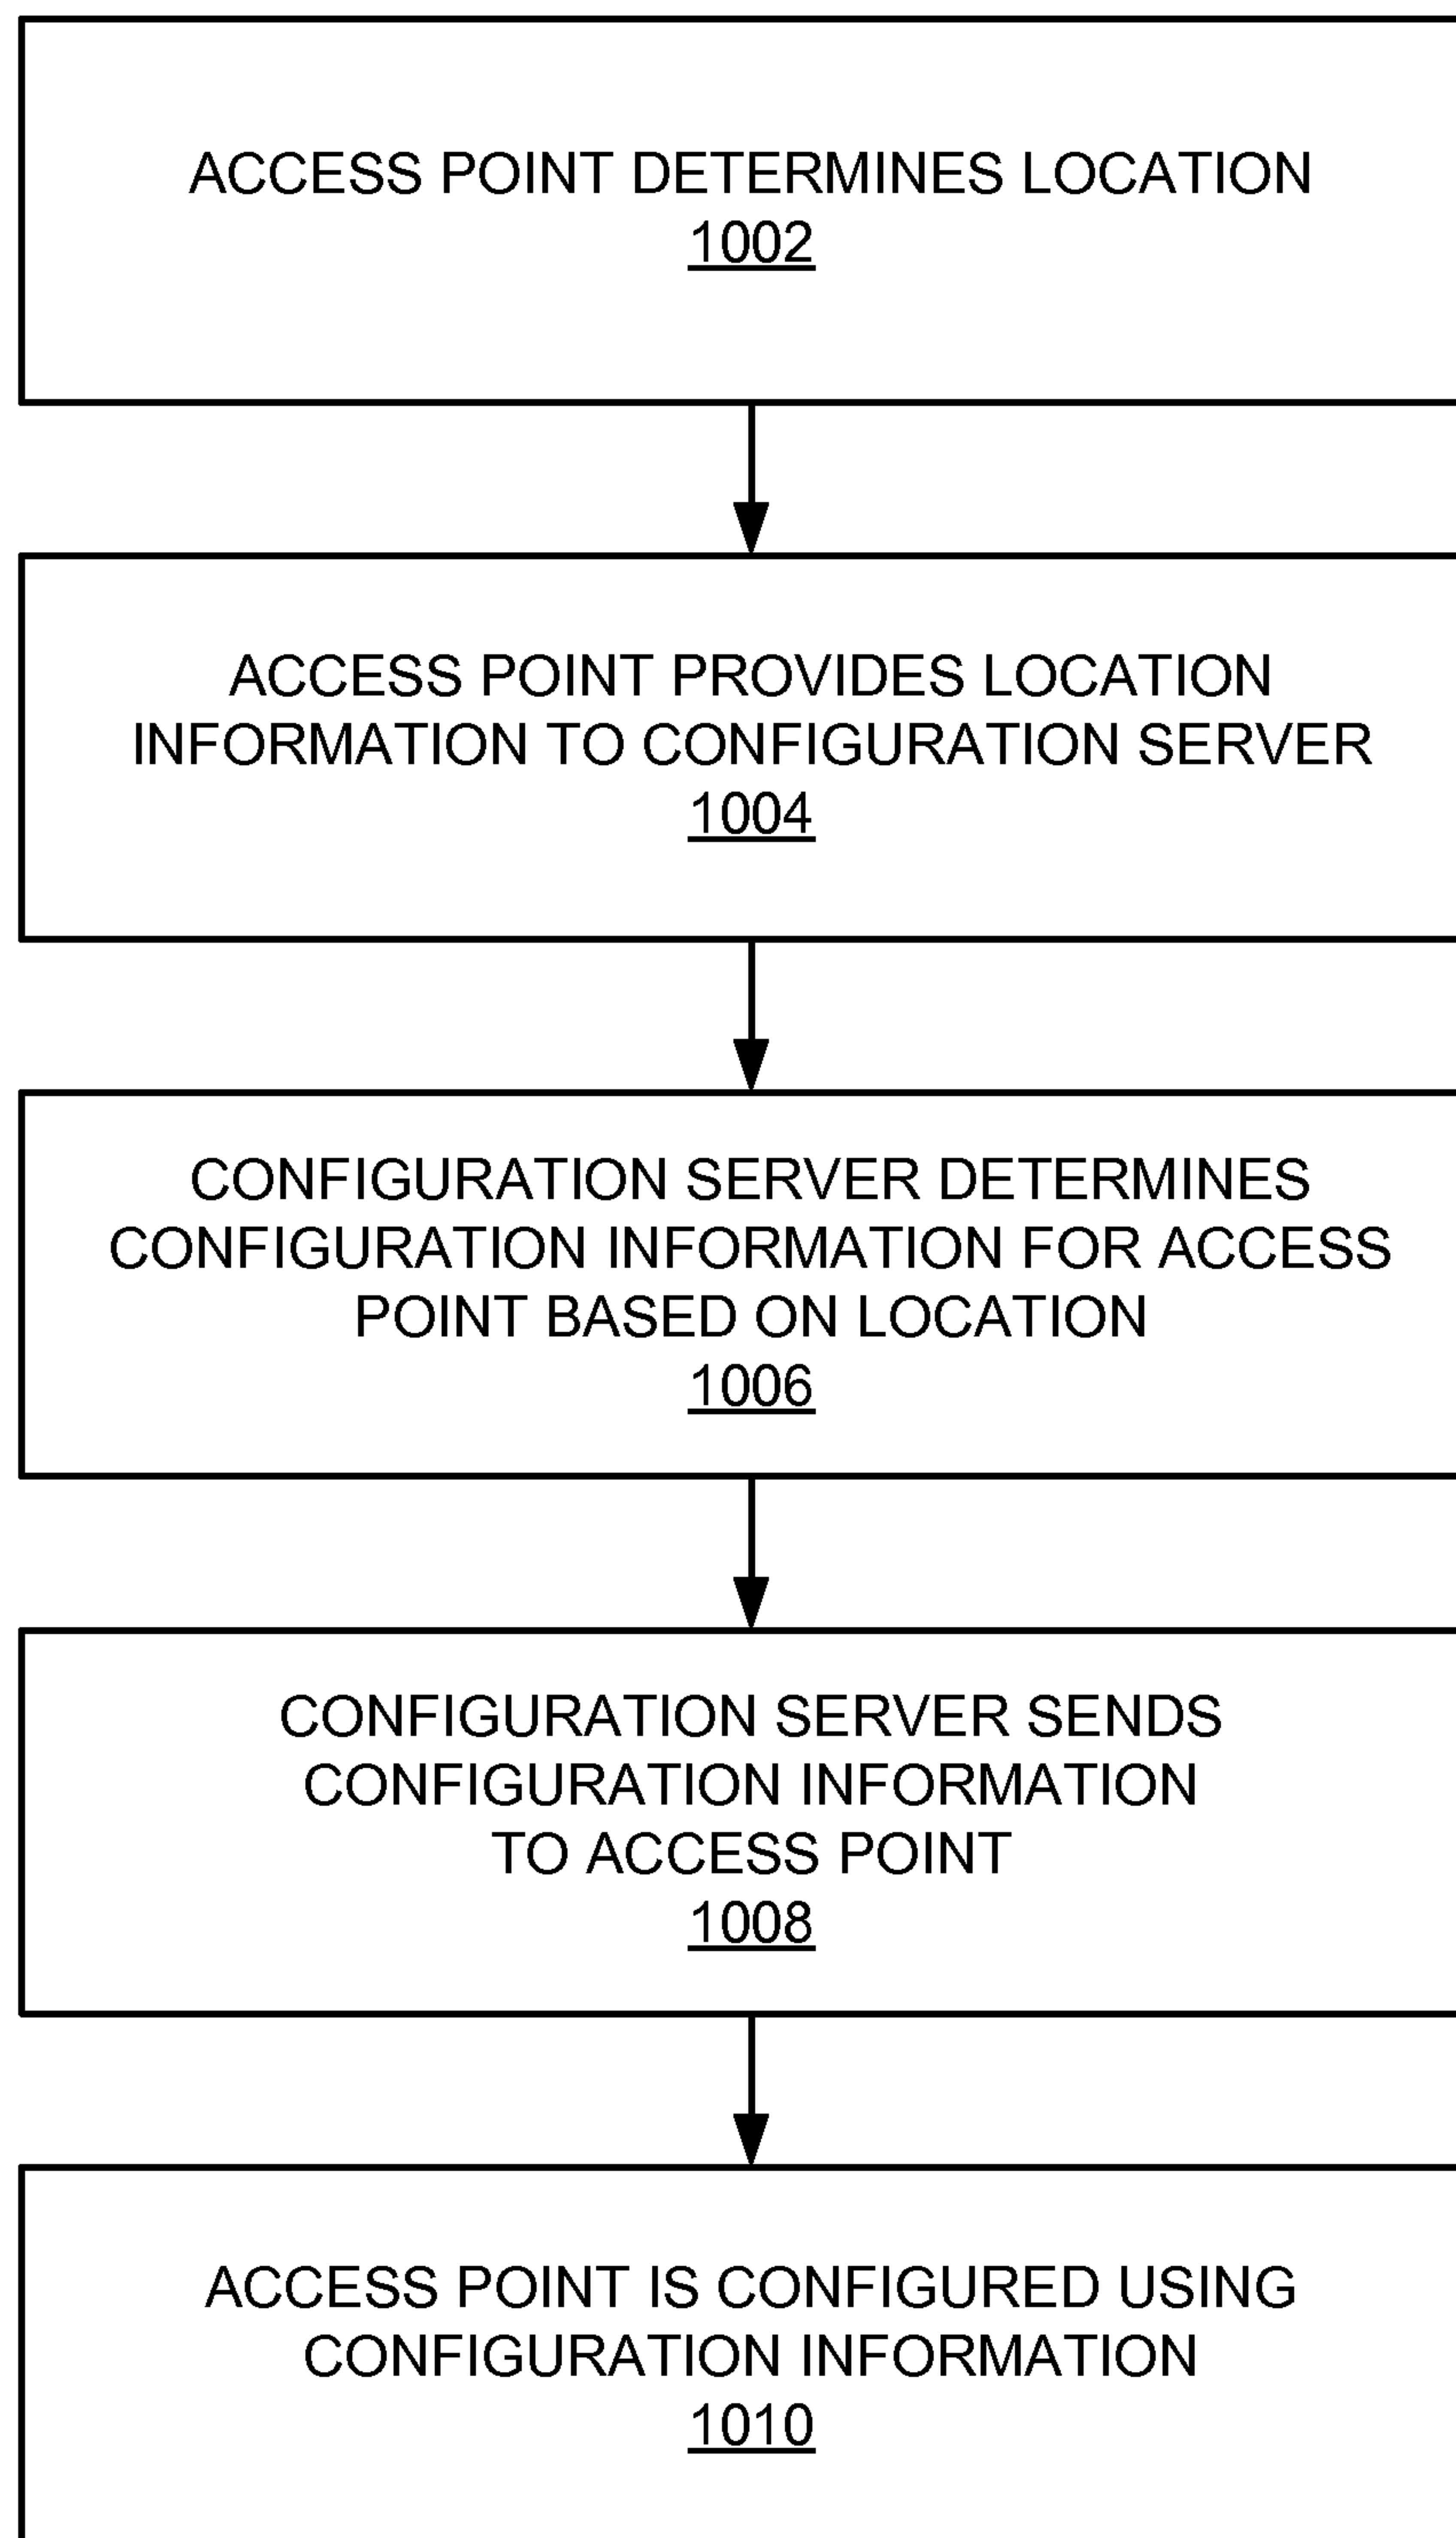 ACCESS POINT DETERMINES LOCATION
1002
ACCESS POINT PROVIDES LOCATION
INFORMATION TO CONFIGURATION SERVER
1004
CONFIGURATION SERVER DETERMINES
CONFIGURATION INFORMATION FOR ACCESS
POINT BASED ON LOCATION
1006
CONFIGURATION SERVER SENDS
CONFIGURATION INFORMATION
TO ACCESS POINT
1008
ACCESS POINT IS CONFIGURED USING
CONFIGURATION INFORMATION
1010